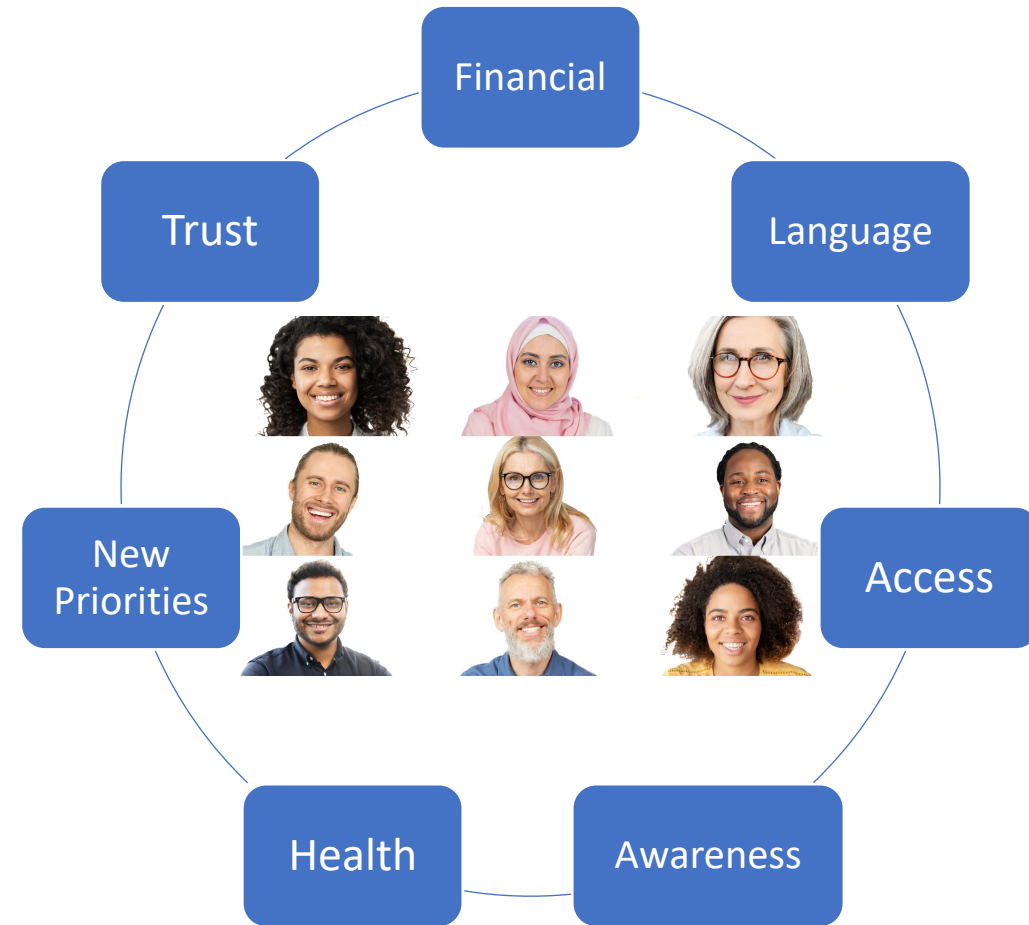 Financial
Language
Access
Awareness
Health
New
Priorities
Trust